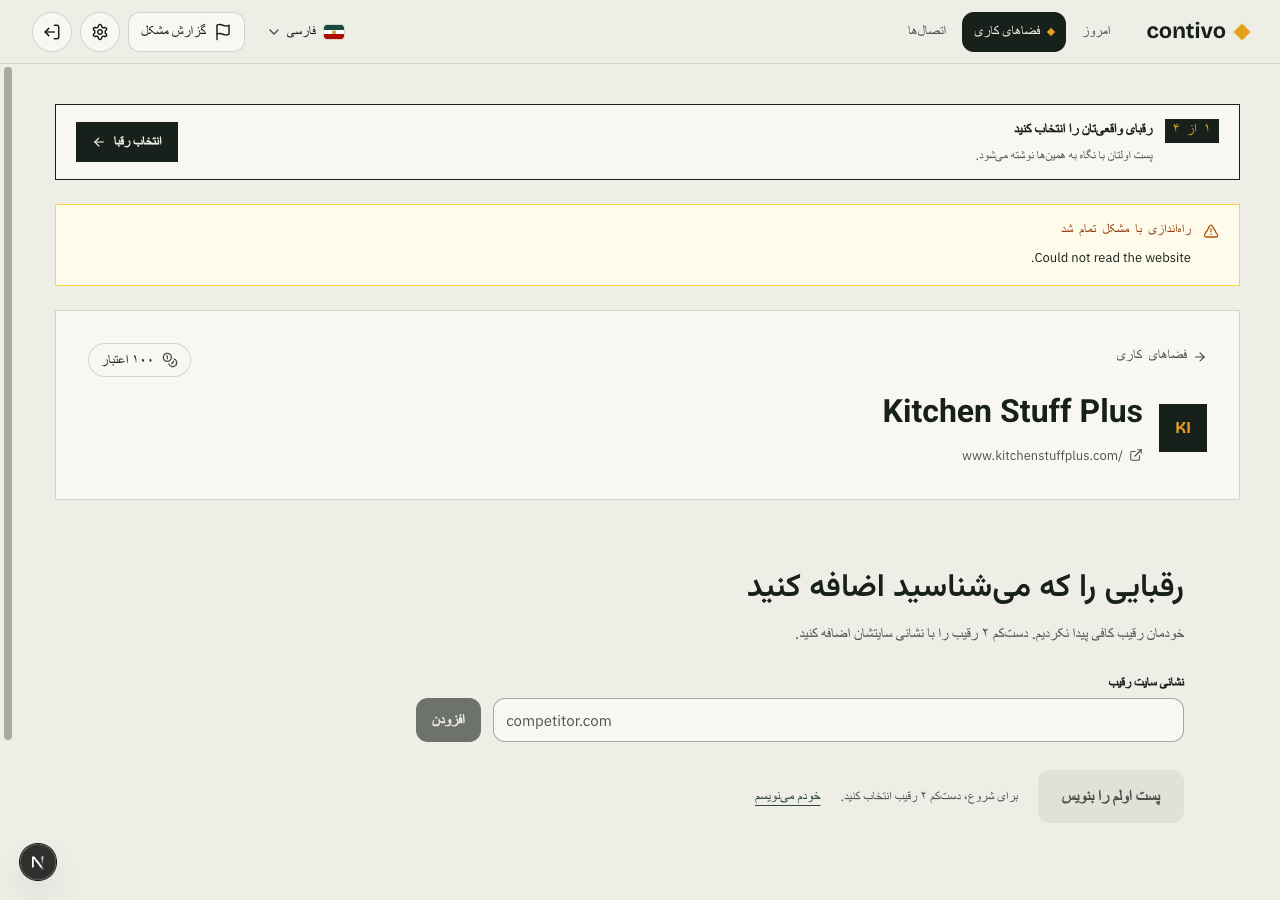 contivo
امروز
فضاهای کاری
اتصال‌ها
فارسی
گزارش مشکل
۱ از ۴
رقبای واقعی‌تان را انتخاب کنید
پست اولتان با نگاه به همین‌ها نوشته می‌شود.
انتخاب رقبا
راه‌اندازی با مشکل تمام شد
Could not read the website.
فضاهای کاری
۱۰۰ اعتبار
KI
Kitchen Stuff Plus
www.kitchenstuffplus.com/
رقبایی را که می‌شناسید اضافه کنید
خودمان رقیب کافی پیدا نکردیم. دست‌کم ۲ رقیب را با نشانی سایتشان اضافه کنید.
نشانی سایت رقیب
competitor.com
افزودن
پست اولم را بنویس
برای شروع، دست‌کم ۲ رقیب انتخاب کنید.
خودم می‌نویسم
N